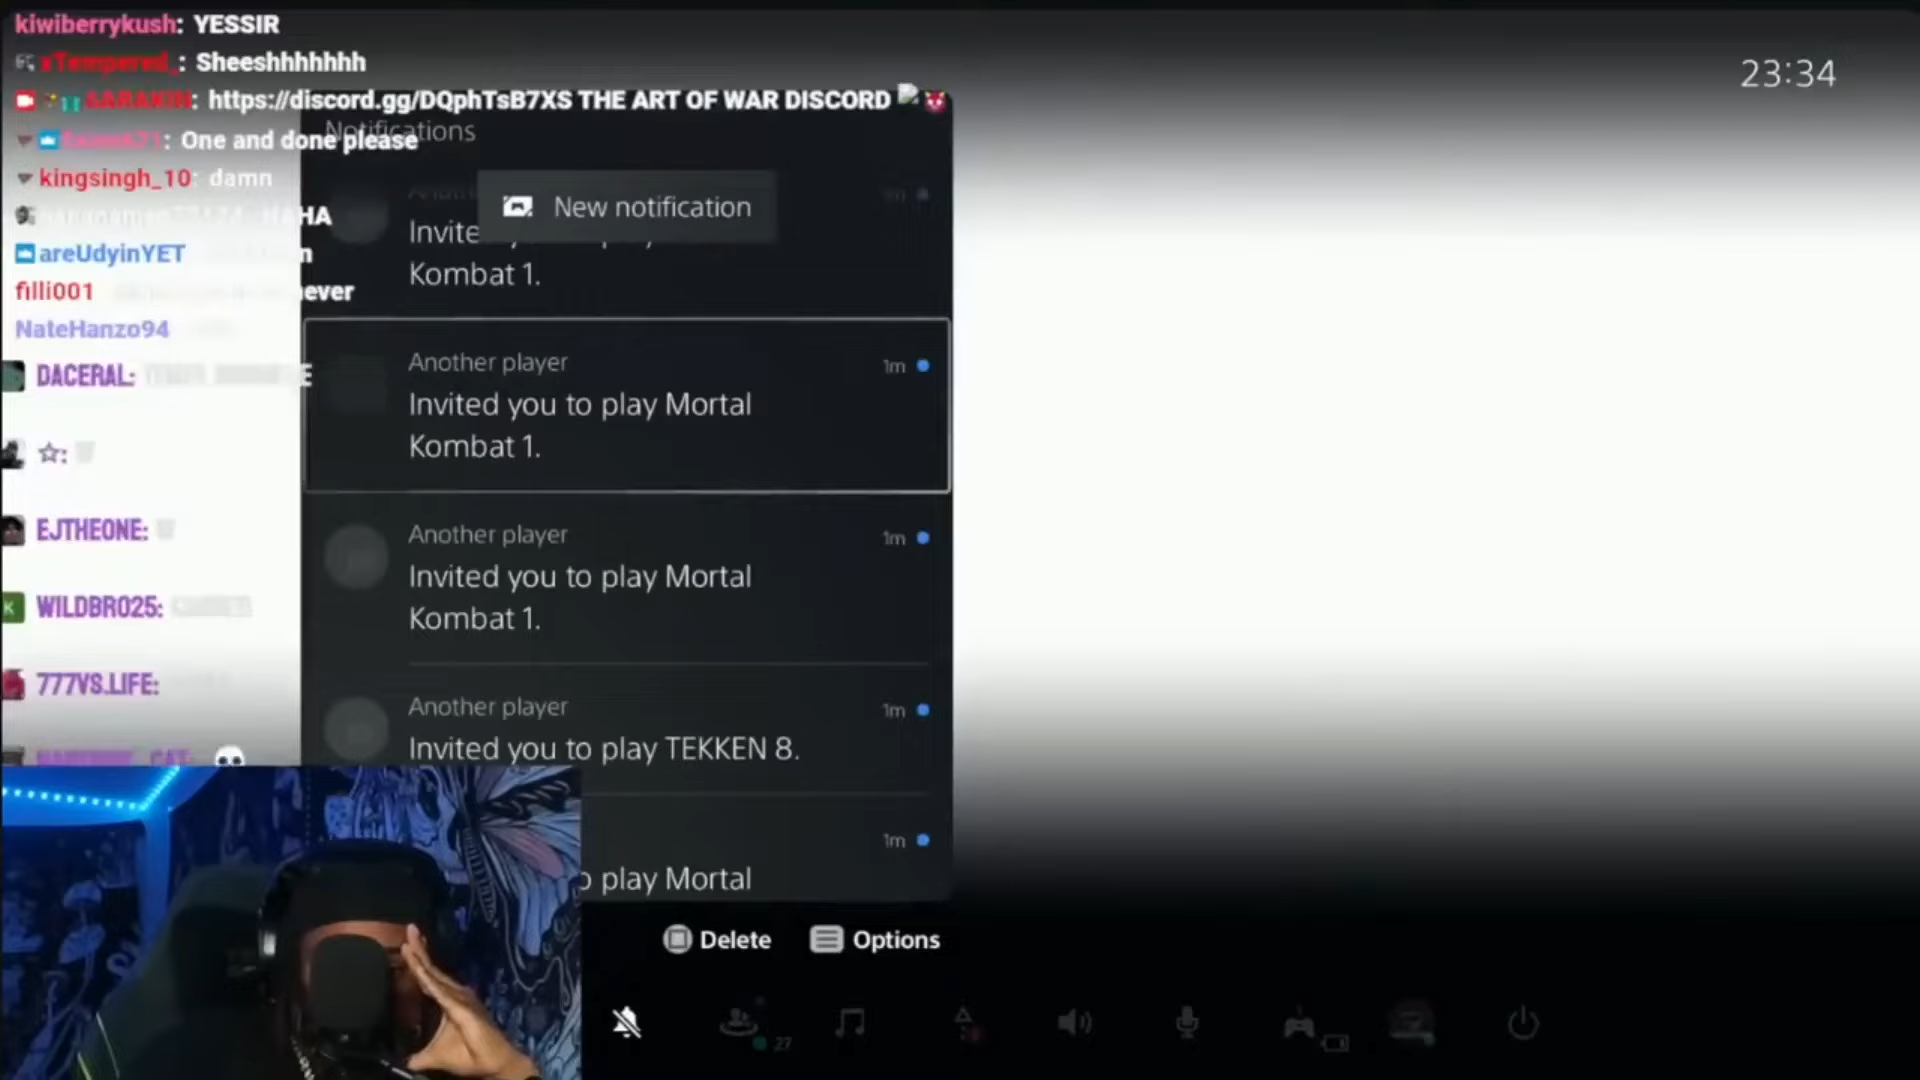 kiwiberrykush: YESSIR
xTempered_: Sheeshhhhhhh
SARAKIN: https://discord.gg/DQphTsB7XS THE ART OF WAR DISCORD
: One and done please
kingsingh_10: damn
HAHA
areUdyinYET
filli001 never
NateHanzo94
DACERAL:
☆:
EJTHEONE:
WILDBRO25:
777VS.LIFE:
Notifications
New notification
Invite
Kombat 1.
Another player 1m
Invited you to play Mortal
Kombat 1.
Another player 1m
Invited you to play Mortal
Kombat 1.
Another player 1m
Invited you to play TEKKEN 8.
1m
play Mortal
Delete Options
27
23:34